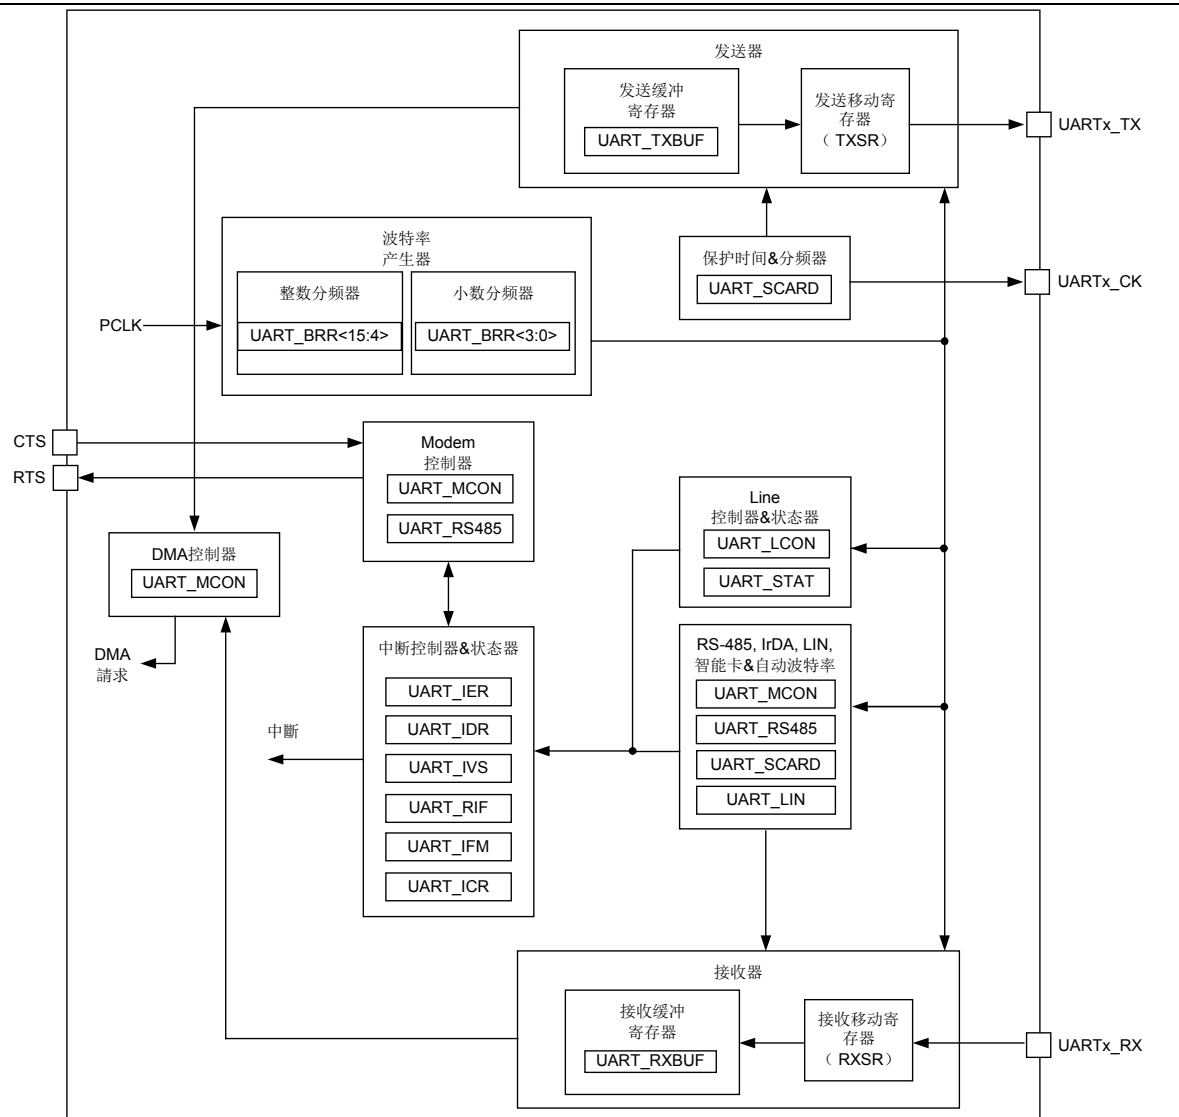 发送器
发送缓冲
寄存器
UART_TXBUF
发送移动寄
存器
（ TXSR）
UARTx_TX
波特率
产生器
整数分频器
UART_BRR<15:4>
小数分频器
UART_BRR<3:0>
PCLK
保护时间&分频器
UART_SCARD
UARTx_CK
CTS
RTS
Modem
控制器
UART_MCON
UART_RS485
Line
控制器&状态器
UART_LCON
UART_STAT
DMA控制器
UART_MCON
DMA
請求
中断控制器&状态器
UART_IER
UART_IDR
UART_IVS
UART_RIF
UART_IFM
UART_ICR
中斷
RS-485, IrDA, LIN,
智能卡&自动波特率
UART_MCON
UART_RS485
UART_SCARD
UART_LIN
接收器
接收缓冲
寄存器
UART_RXBUF
接收移动寄
存器
（ RXSR）
UARTx_RX